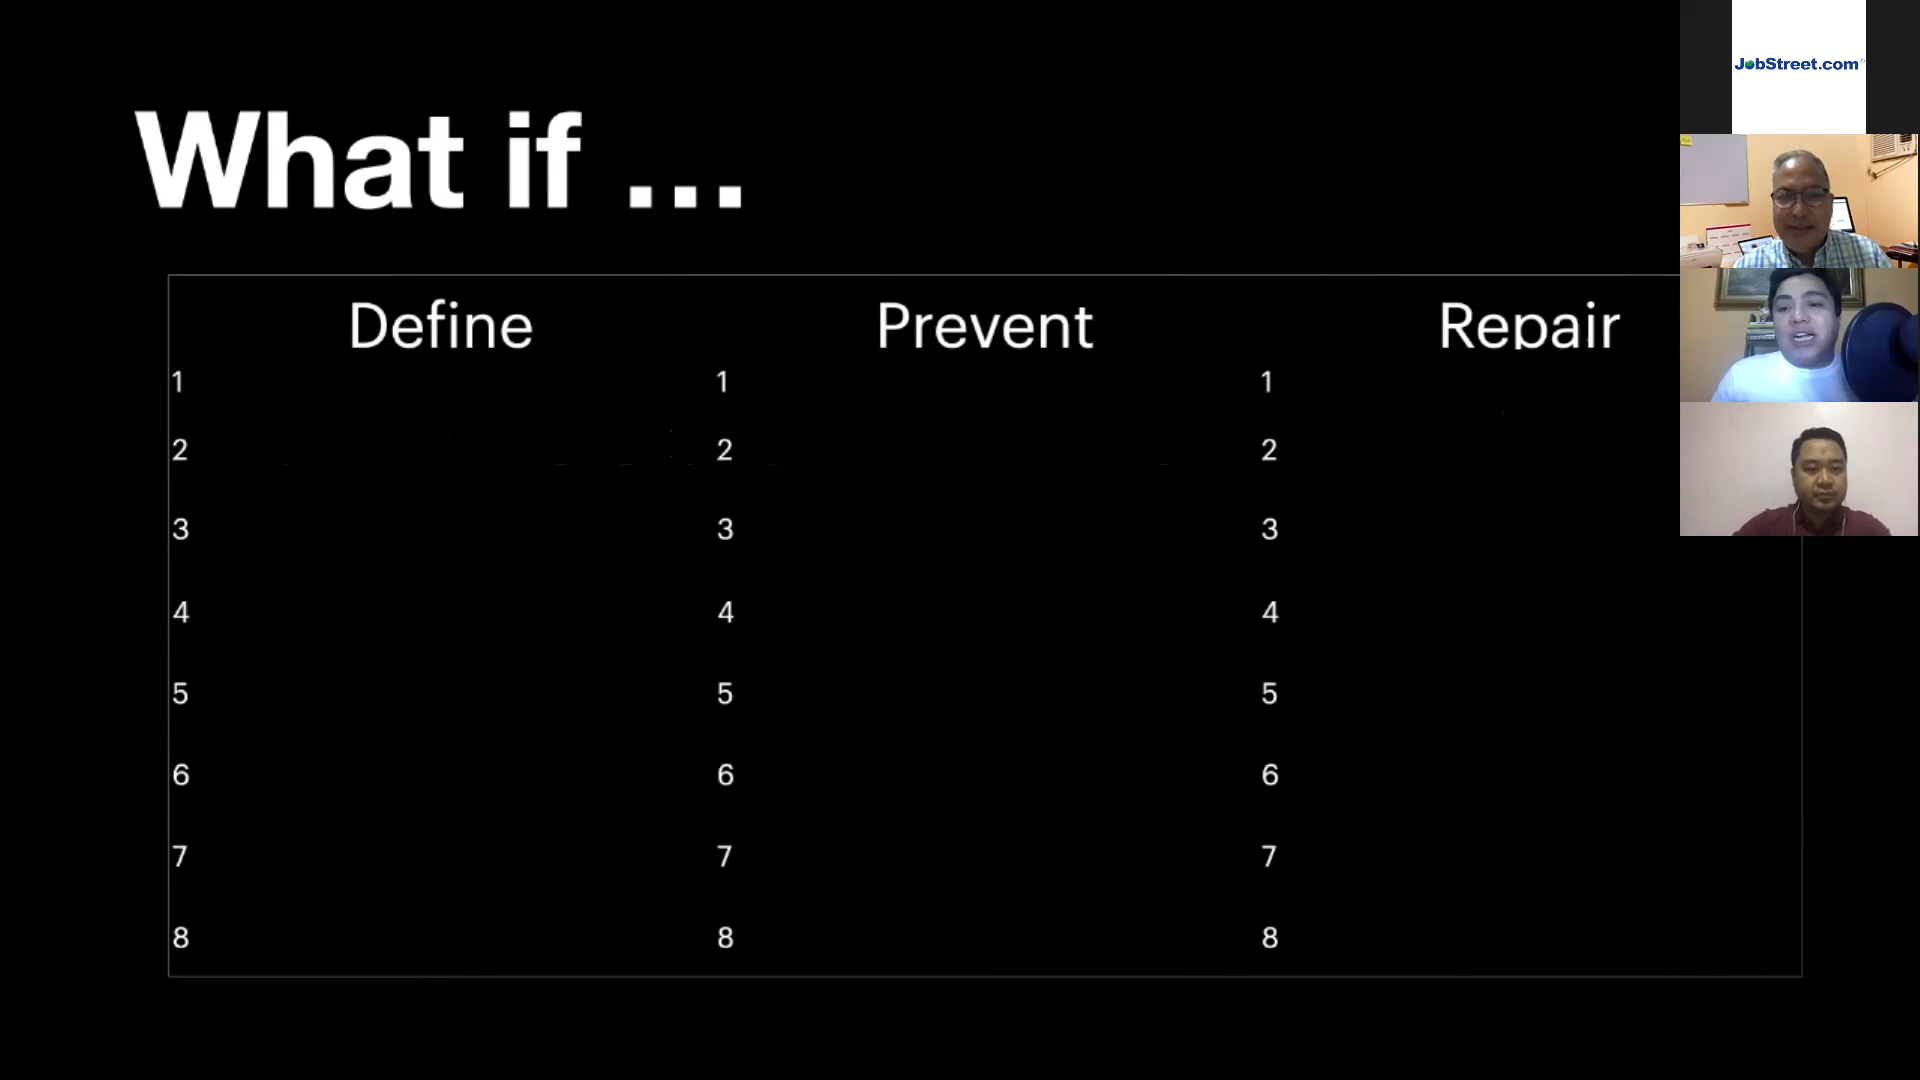 What if ...
JobStreet.com
Define Prevent Repair
1 1 1
2 2 2
3 3 3
4 4 4
5 5 5
6 6 6
7 7 7
8 8 8